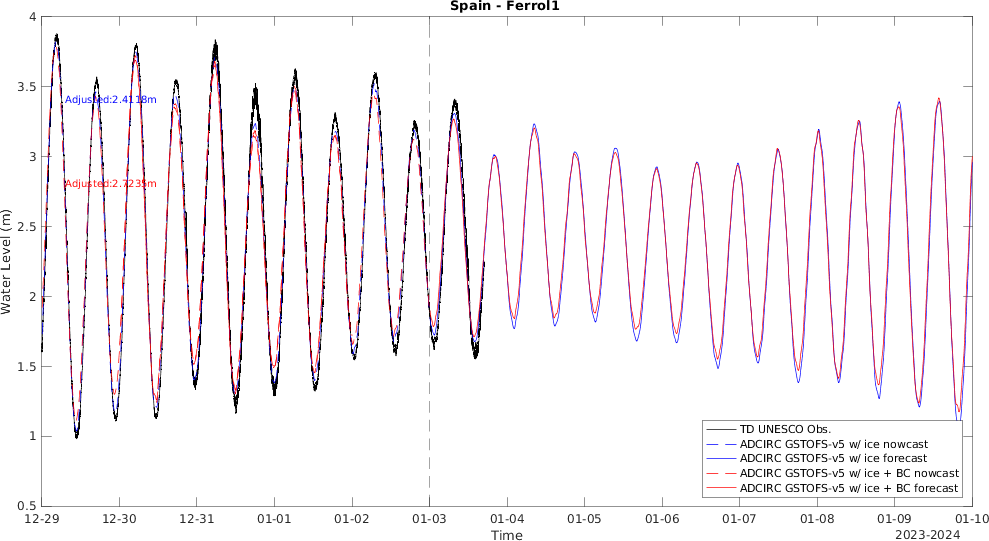 Spain - Ferrol1
4
3.5
3
2.5
2
1.5
1
0.5
Water Level (m)
Adjusted:2.4118m
Adjusted:2.7235m
TD UNESCO Obs.
ADCIRC GSTOFS-v5 w/ ice nowcast
ADCIRC GSTOFS-v5 w/ ice forecast
ADCIRC GSTOFS-v5 w/ ice + BC nowcast
ADCIRC GSTOFS-v5 w/ ice + BC forecast
12-29 12-30 12-31 01-01 01-02 01-03 01-04 01-05 01-06 01-07 01-08 01-09 01-10
Time
2023-2024